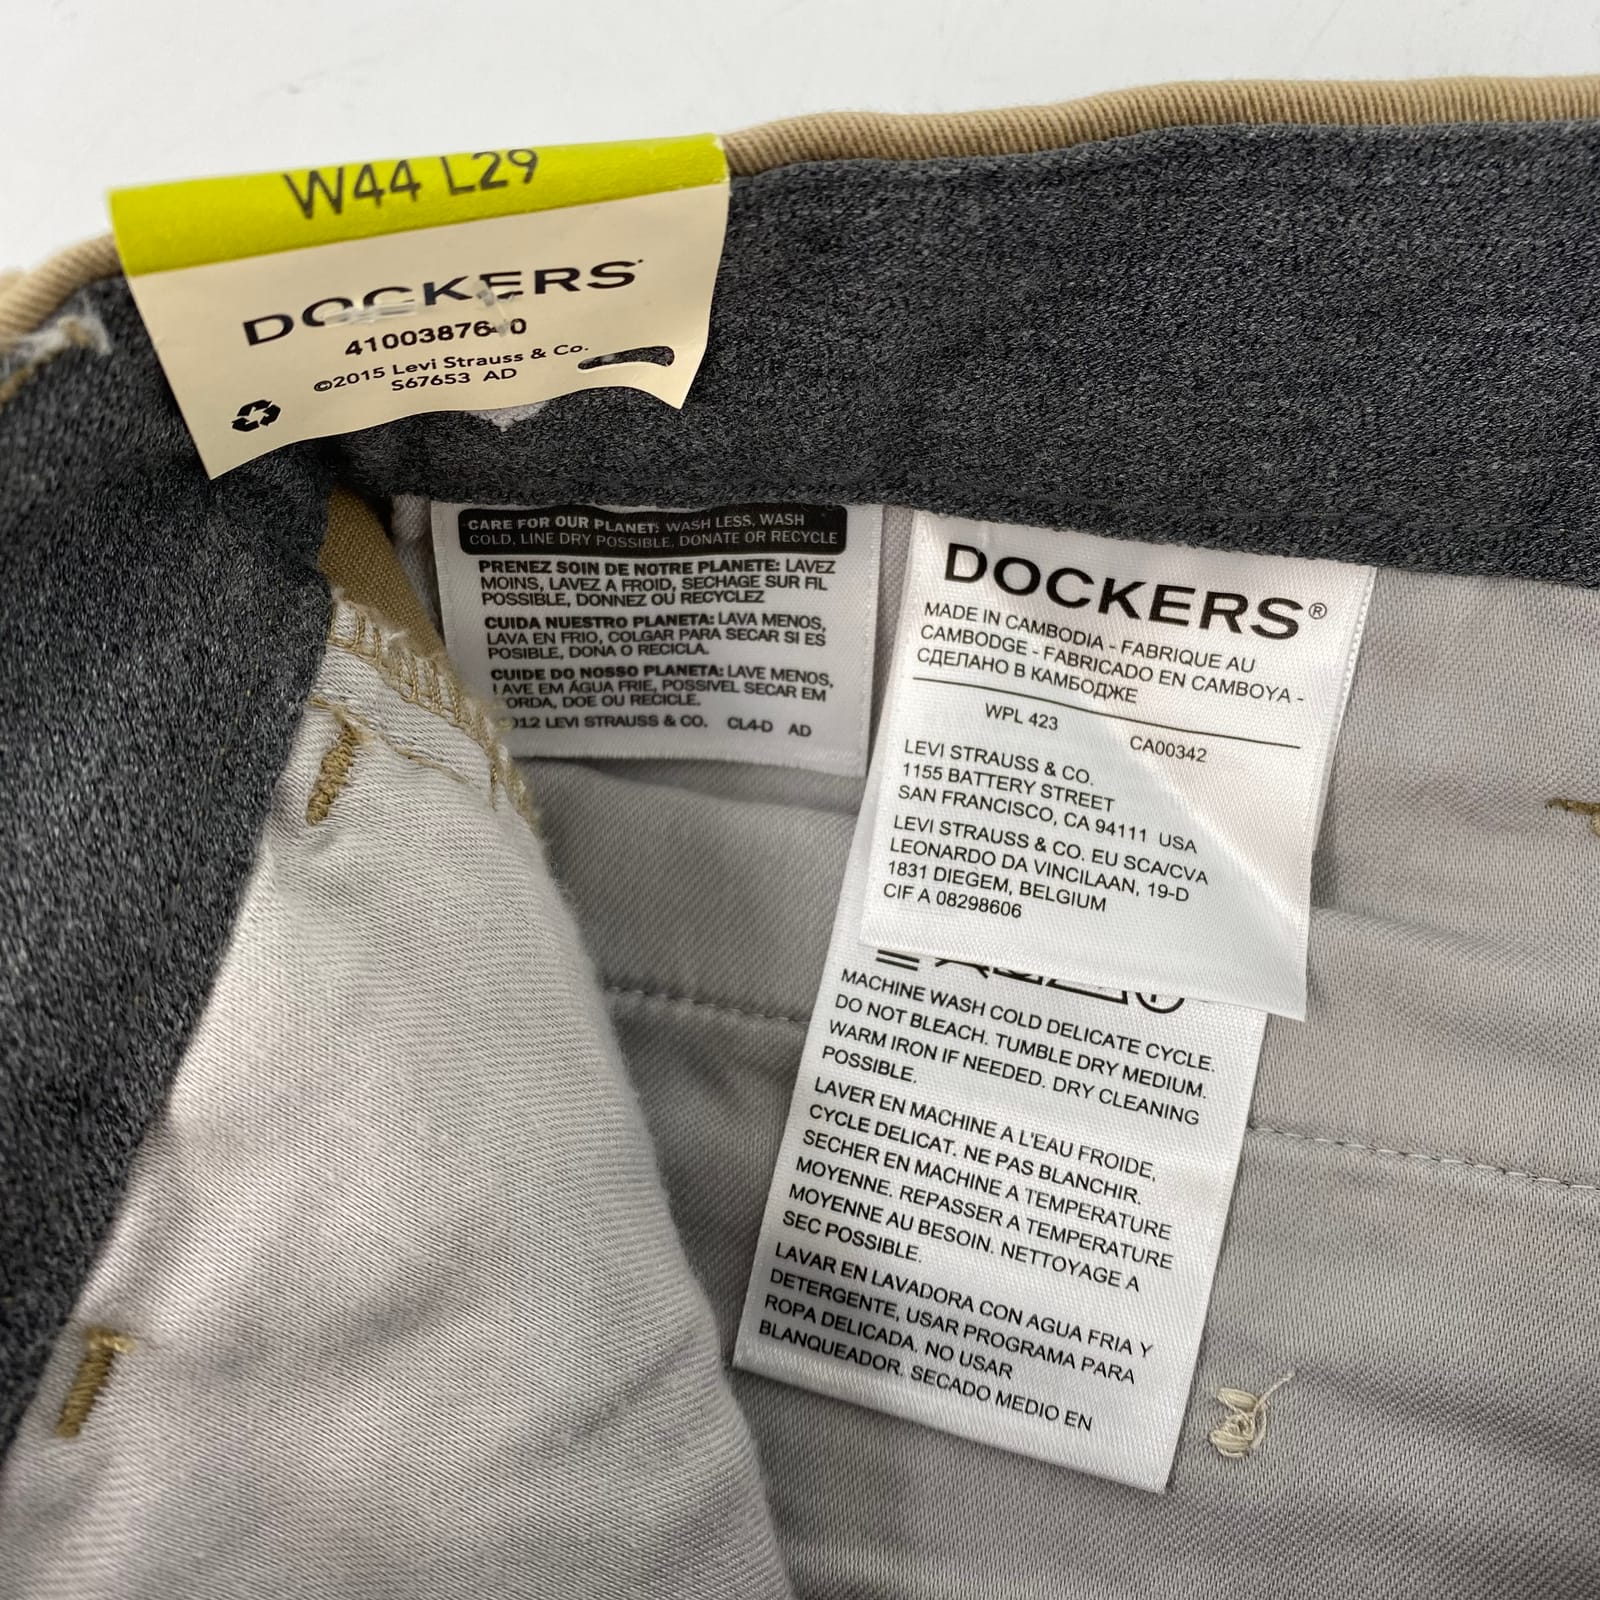 W44 L29
DOCKERS
©2015 Levi Strauss & Co.
S67653 AD
CARE FOR OUR PLANET: WASH LESS, WASH
COLD, LINE DRY POSSIBLE, DONATE OR RECYCLE
PRENEZ SOIN DE NOTRE PLANETE: LAVEZ
MOINS, LAVEZ A FROID, SECHAGE SUR FIL
POSSIBLE, DONNEZ OU RECYCLEZ
CUIDA NUESTRO PLANETA: LAVA MENOS,
LAVA EN FRIO, COLGAR PARA SECAR SI ES
POSIBLE, DONA O RECICLA.
CUIDE DO NOSSO PLANETA: LAVE MENOS,
LAVE EM ÁGUA FRIE, POSSIVEL SECAR EM
DOE OU RECICLE.
LEVI STRAUSS & CO. CL4-D AD
DOCKERS®
MADE IN CAMBODIA - FABRIQUE AU
CAMBODGE - FABRICADO EN CAMBOYA -
СДЕЛАНО В КАМБОДЖЕ
WPL 423 CA00342
LEVI STRAUSS & CO.
1155 BATTERY STREET
SAN FRANCISCO, CA 94111 USA
LEVI STRAUSS & CO. EU SCA/CVA
LEONARDO DA VINCILAAN, 19-D
1831 DIEGEM, BELGIUM
CIF A 08298606
MACHINE WASH COLD DELICATE CYCLE.
DO NOT BLEACH. TUMBLE DRY MEDIUM.
WARM IRON IF NEEDED. DRY CLEANING
POSSIBLE.
LAVER EN MACHINE A L'EAU FROIDE,
CYCLE DELICAT. NE PAS BLANCHIR.
SECHER EN MACHINE A TEMPERATURE
MOYENNE. REPASSER A TEMPERATURE
MOYENNE AU BESOIN. NETTOYAGE A
SEC POSSIBLE.
LAVAR EN LAVADORA CON AGUA FRIA Y
DETERGENTE, USAR PROGRAMA PARA
ROPA DELICADA. NO USAR
BLANQUEADOR. SECADO MEDIO EN